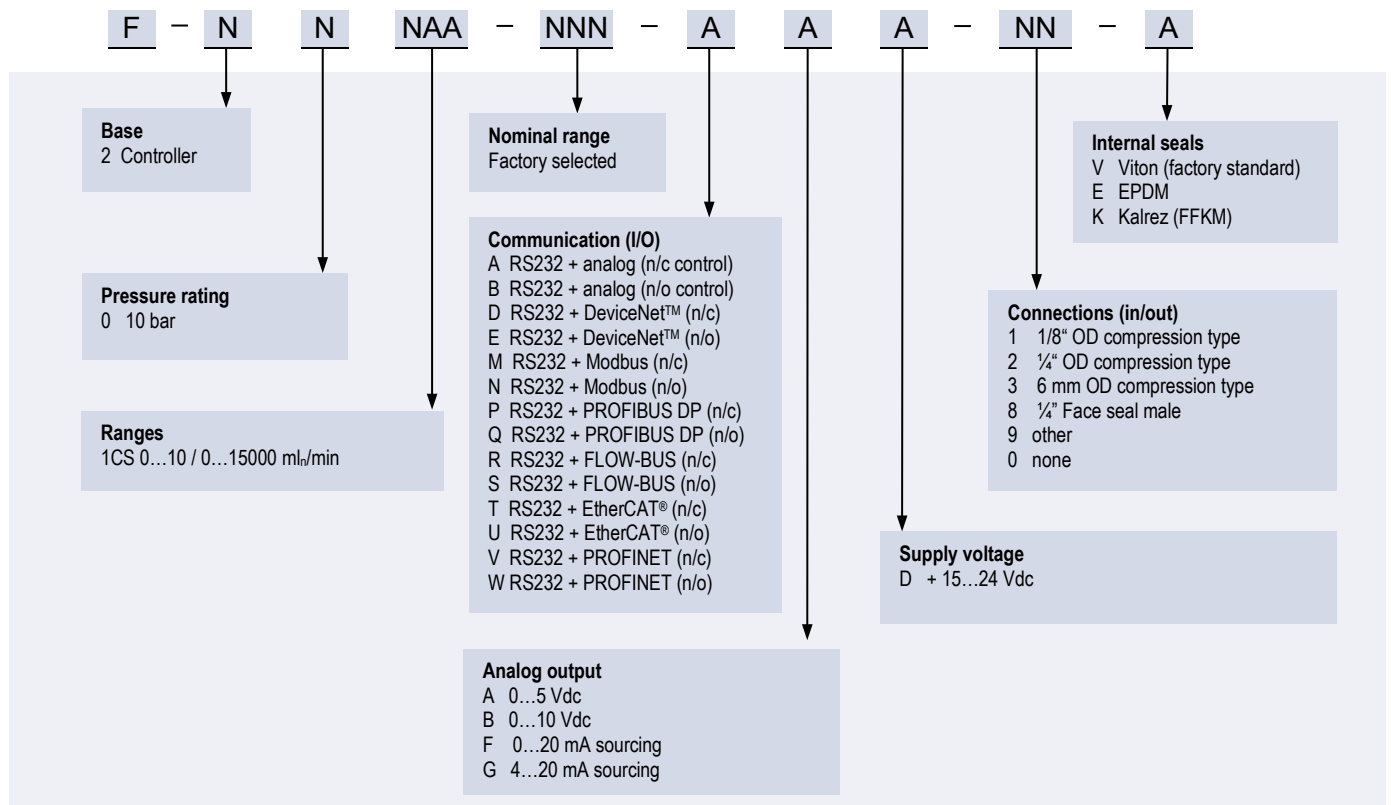 F – N N NAA – NNN – A A A – NN – A
Base
2 Controller
Pressure rating
0 10 bar
Ranges
1CS 0…10 / 0…15000 mlₙ/min
Nominal range
Factory selected
Communication (I/O)
A RS232 + analog (n/c control)
B RS232 + analog (n/o control)
D RS232 + DeviceNet™ (n/c)
E RS232 + DeviceNet™ (n/o)
M RS232 + Modbus (n/c)
N RS232 + Modbus (n/o)
P RS232 + PROFIBUS DP (n/c)
Q RS232 + PROFIBUS DP (n/o)
R RS232 + FLOW-BUS (n/c)
S RS232 + FLOW-BUS (n/o)
T RS232 + EtherCAT® (n/c)
U RS232 + EtherCAT® (n/o)
V RS232 + PROFINET (n/c)
W RS232 + PROFINET (n/o)
Analog output
A 0…5 Vdc
B 0…10 Vdc
F 0…20 mA sourcing
G 4…20 mA sourcing
Internal seals
V Viton (factory standard)
E EPDM
K Kalrez (FFKM)
Connections (in/out)
1 1/8“ OD compression type
2 ¼“ OD compression type
3 6 mm OD compression type
8 ¼” Face seal male
9 other
0 none
Supply voltage
D + 15…24 Vdc